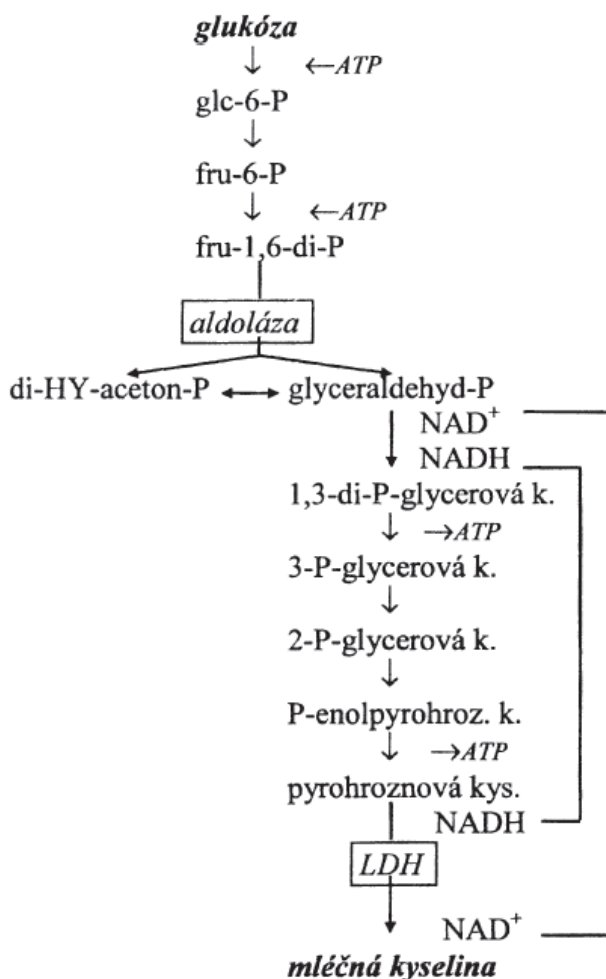 glukóza
←ATP
glc-6-P
fru-6-P
←ATP
fru-1,6-di-P
aldoláza
di-HY-aceton-P glyceraldehyd-P
NAD⁺
NADH
1,3-di-P-glycerová k.
→ATP
3-P-glycerová k.
2-P-glycerová k.
P-enolpyrohroz. k.
→ATP
pyrohroznová kys.
NADH
LDH
NAD⁺
mléčná kyselina